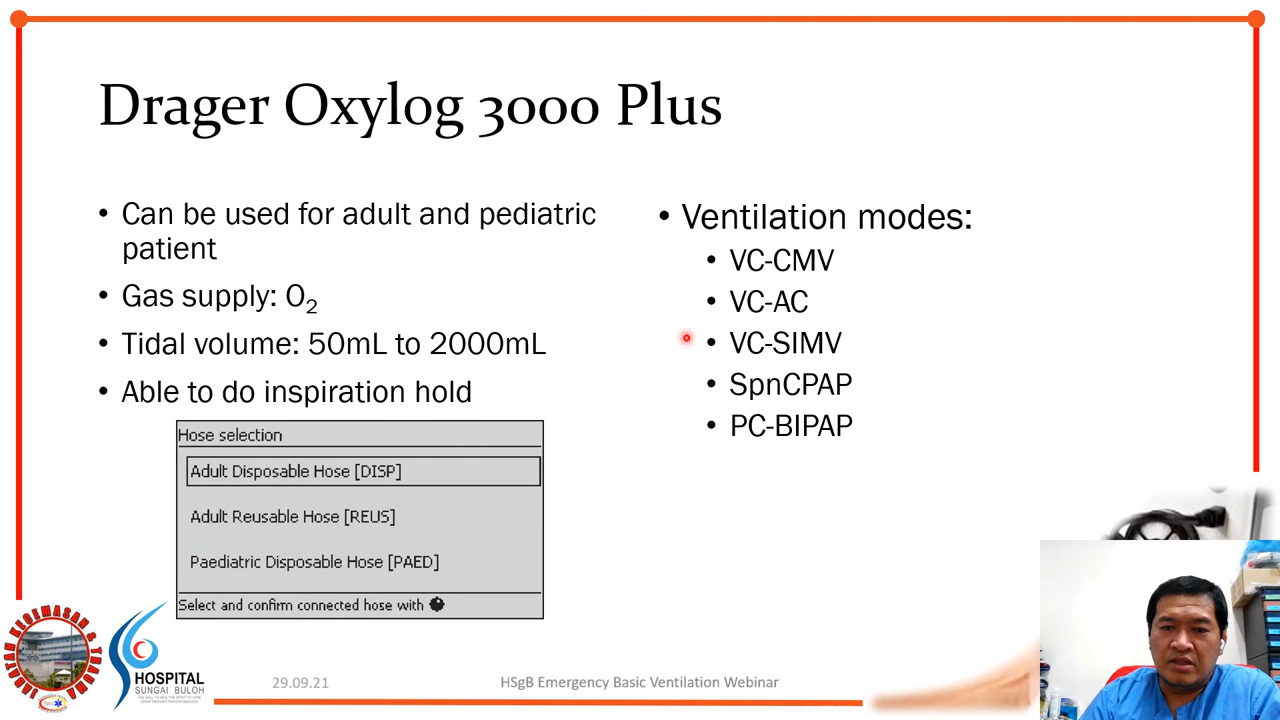 Drager Oxylog 3000 Plus
• Can be used for adult and pediatric
patient
• Gas supply: O₂
• Tidal volume: 50mL to 2000mL
• Able to do inspiration hold
Hose selection
Adult Disposable Hose [DISP]
Adult Reusable Hose [REUS]
Paediatric Disposable Hose [PAED]
Select and confirm connected hose with
• Ventilation modes:
• VC-CMV
• VC-AC
• VC-SIMV
• SpnCPAP
• PC-BIPAP
JABATAN KECEMASAN & TRAUMA
HOSPITAL
SUNGAI BULOH
29.09.21
HSgB Emergency Basic Ventilation Webinar